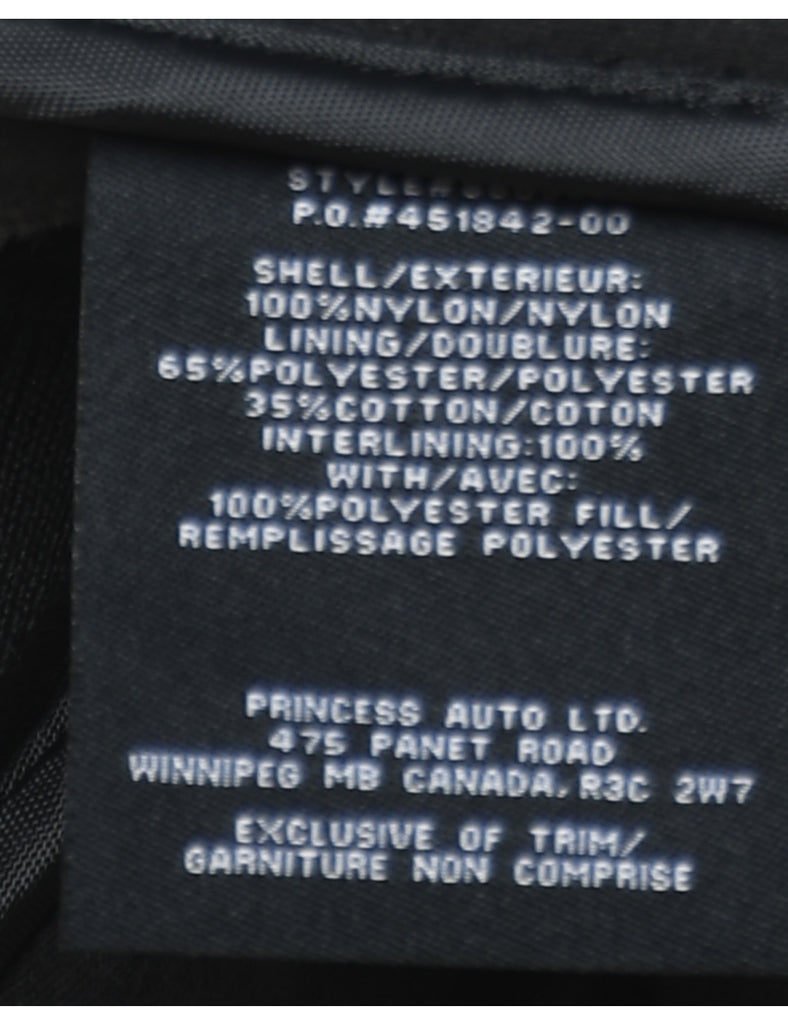 STYLE#
P.O.#451842-00
SHELL/EXTERIEUR:
100%NYLON/NYLON
LINING/DOUBLURE:
65%POLYESTER/POLYESTER
35%COTTON/COTON
INTERLINING:100%
WITH/AVEC:
100%POLYESTER FILL/
REMPLISSAGE POLYESTER
PRINCESS AUTO LTD.
475 PANET ROAD
WINNIPEG MB CANADA, R3C 2W7
EXCLUSIVE OF TRIM/
GARNITURE NON COMPRISE